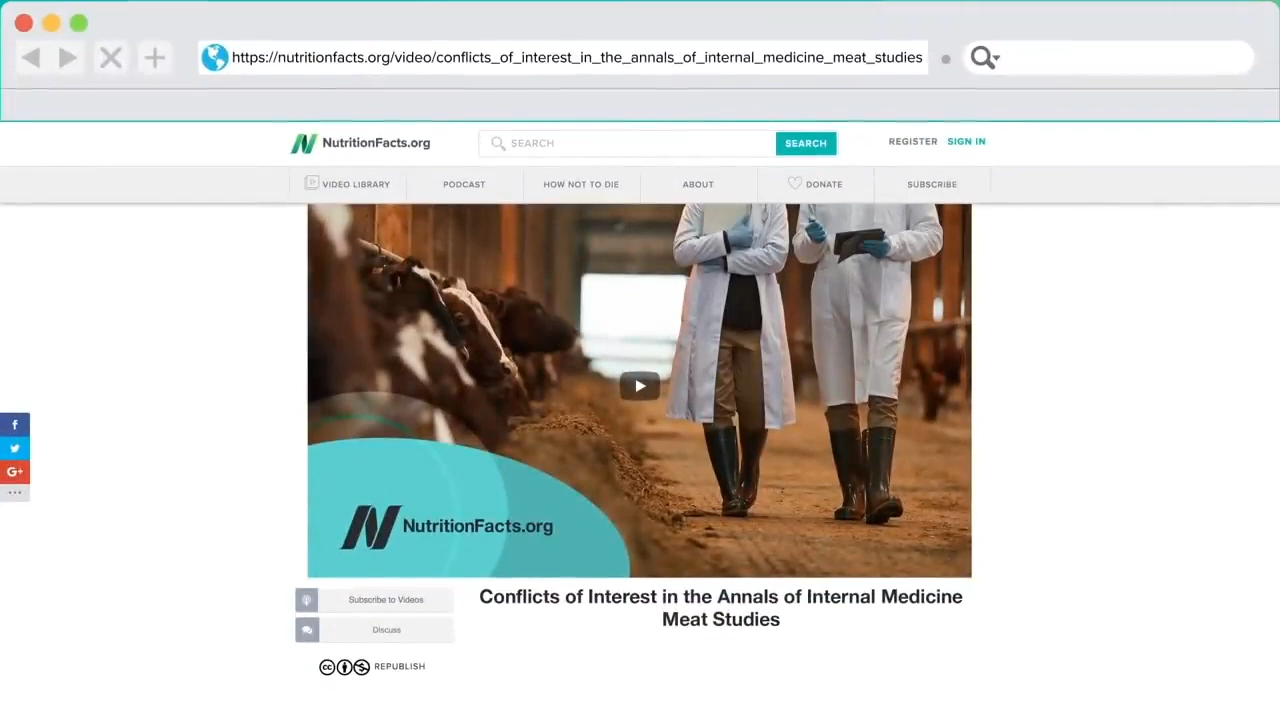 https://nutritionfacts.org/video/conflicts_of_interest_in_the_annals_of_internal_medicine_meat_studies
NutritionFacts.org
SEARCH
SEARCH
REGISTER
SIGN IN
VIDEO LIBRARY
PODCAST
HOW NOT TO DIE
ABOUT
DONATE
SUBSCRIBE
f
G+
NutritionFacts.org
Subscribe to Videos
Conflicts of Interest in the Annals of Internal Medicine
Meat Studies
Discuss
cc
REPUBLISH